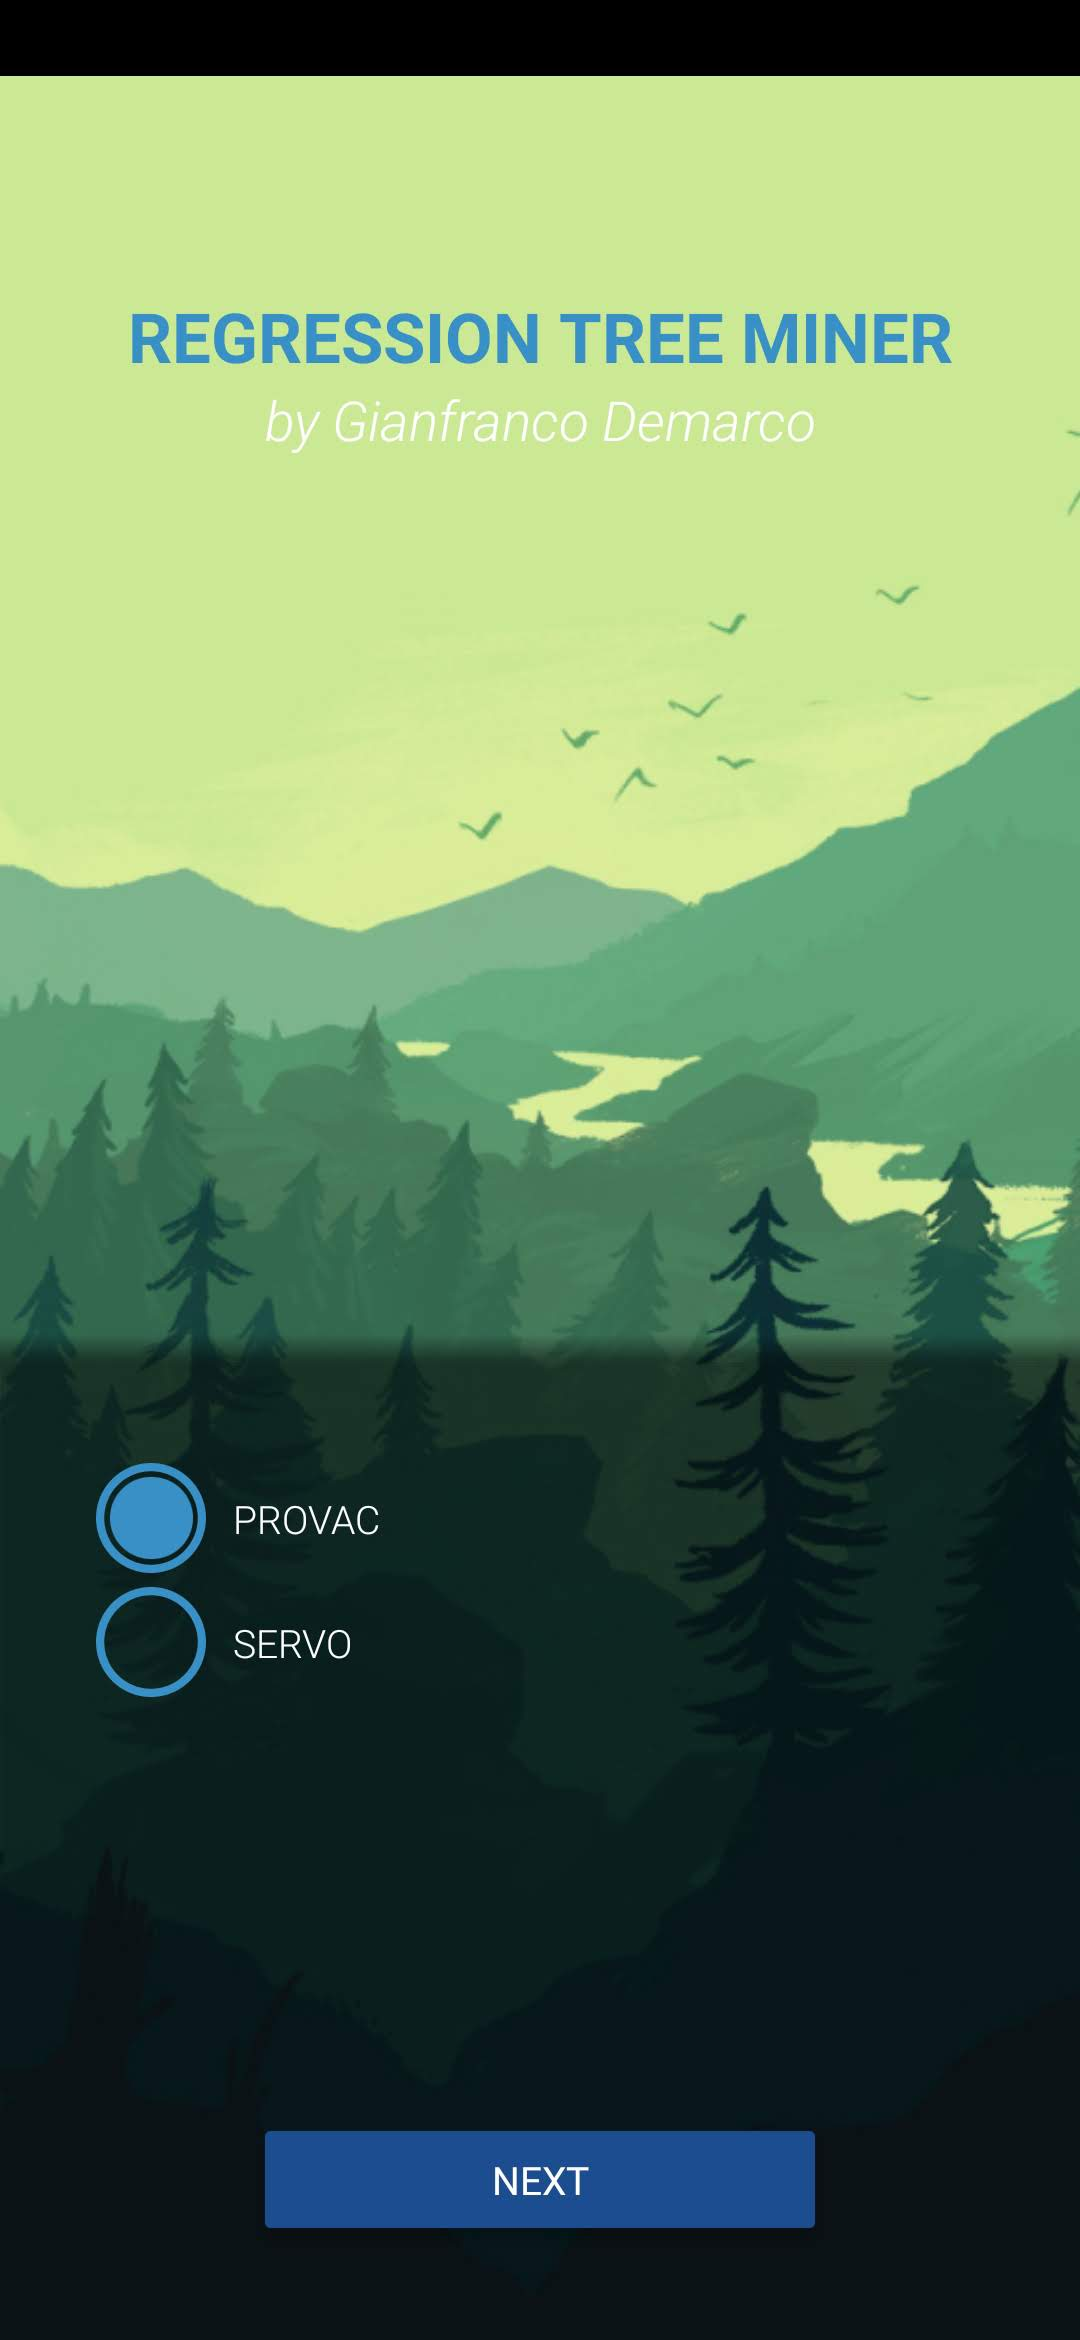 REGRESSION TREE MINER
by Gianfranco Demarco
PROVAC
SERVO
NEXT